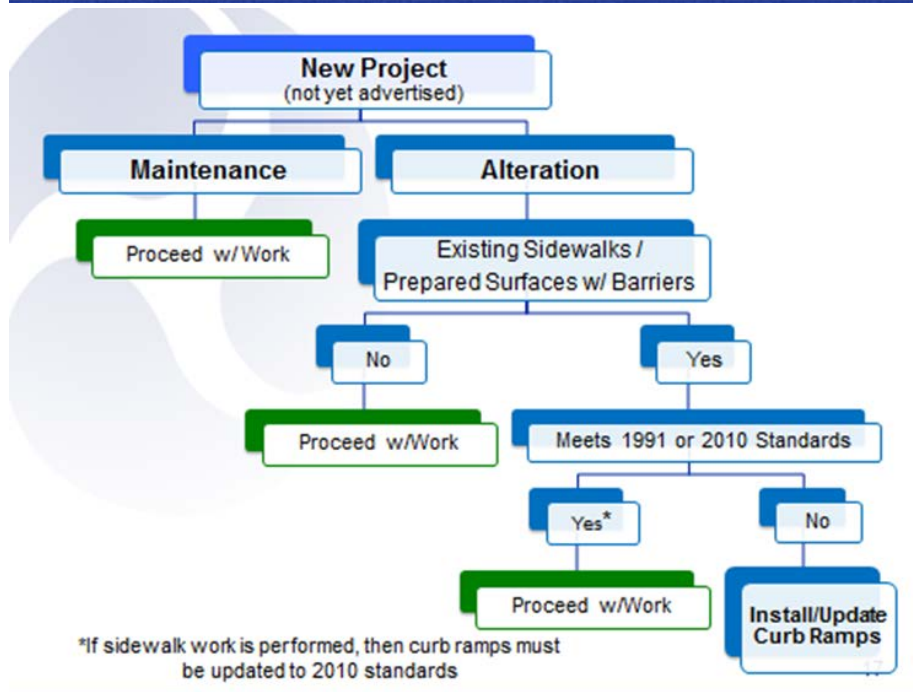 New Project
(not yet advertised)
Maintenance
Alteration
Proceed w/ Work
Existing Sidewalks /
Prepared Surfaces w/ Barriers
No
Yes
Proceed w/Work
Meets 1991 or 2010 Standards
Yes*
No
Proceed w/Work
Install/Update
Curb Ramps
*If sidewalk work is performed, then curb ramps must
be updated to 2010 standards
17